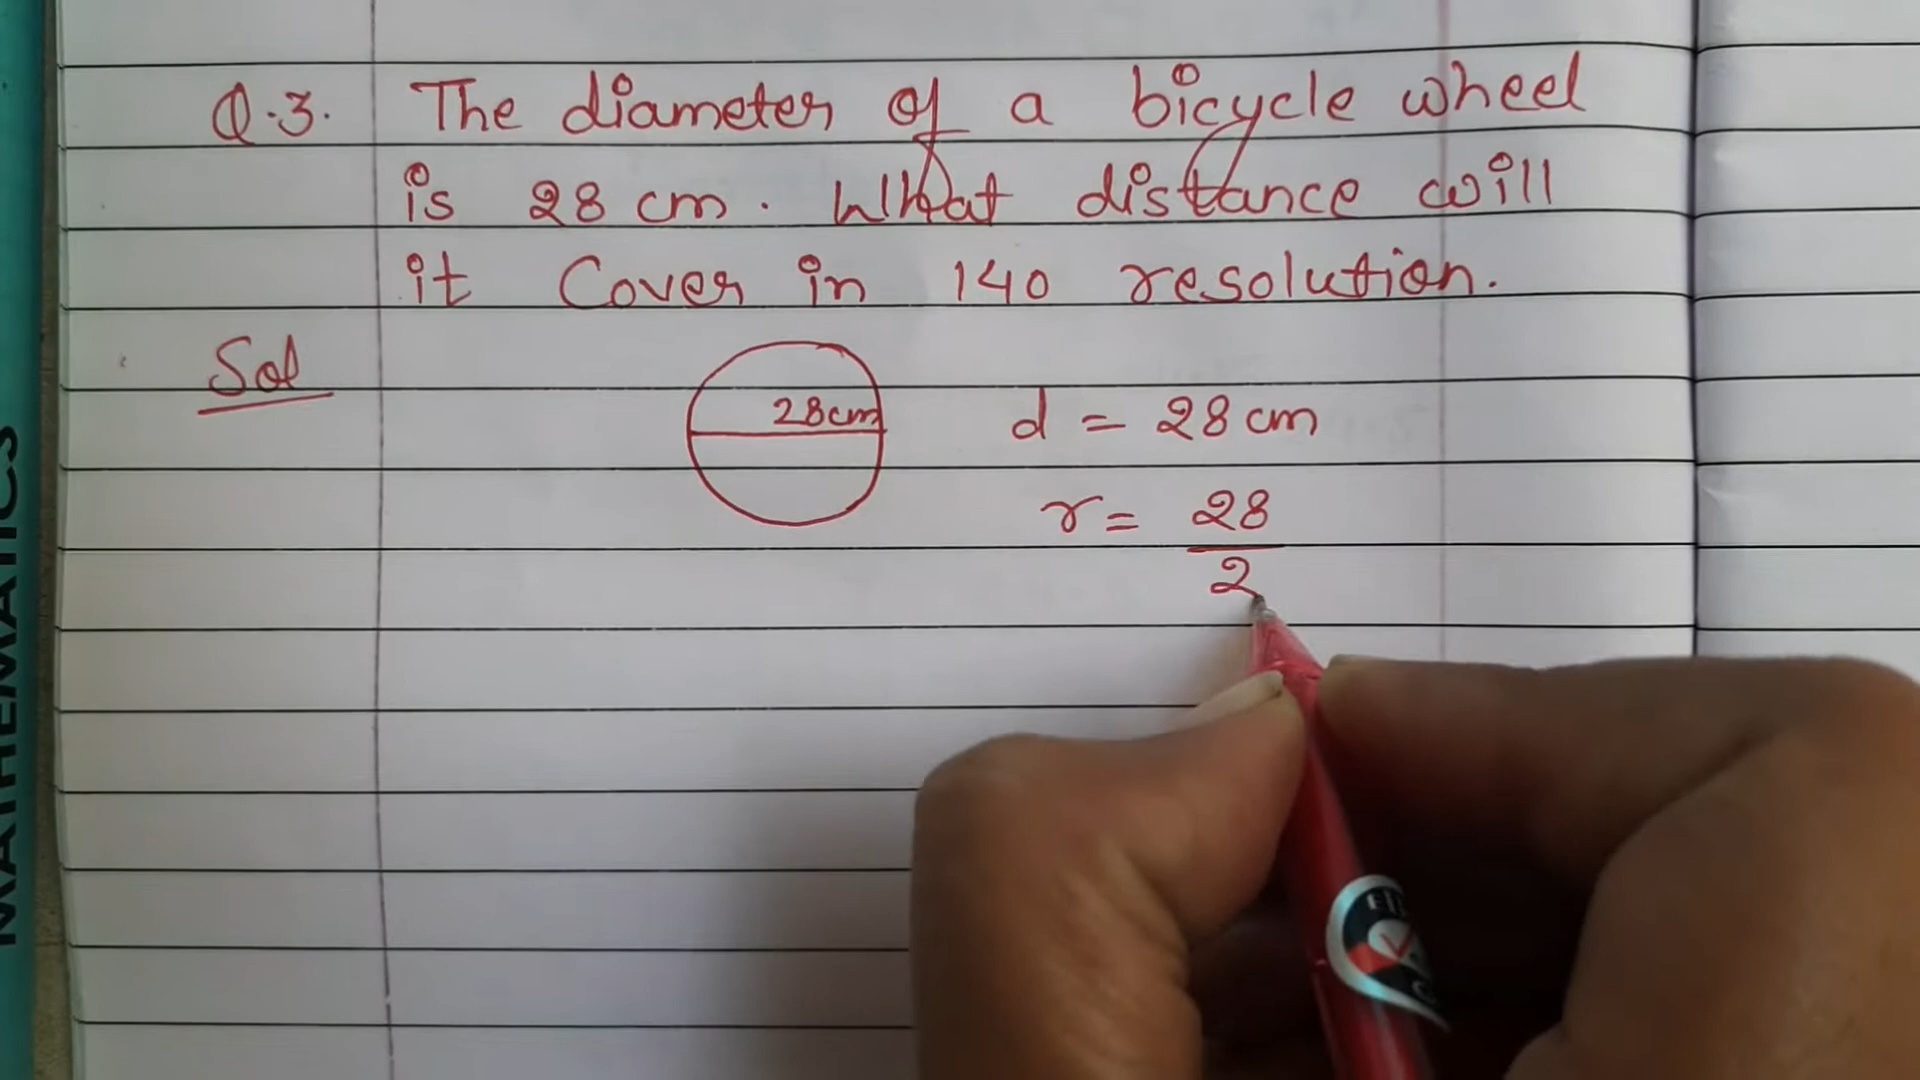 Q.3. The diameter of a bicycle wheel
is 28 cm. What distance will
it Cover in 140 resolution.
Sol
28cm
d = 28 cm
r = 28
2
MATHEMATICS